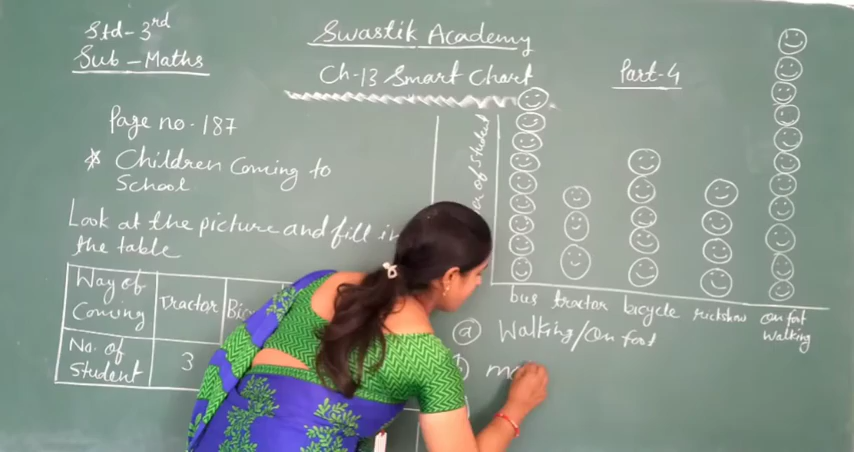 Std - 3rd
Sub - Maths
Swastik Academy
Ch-13 Smart Chart
Part-4
Page no. 187
* Children Coming to
School
Look at the picture and fill in
the table
Way of Coming Tractor
No. of Student 3
of Student
bus tractor bicycle rickshaw on foot walking
(a) Walking/On foot